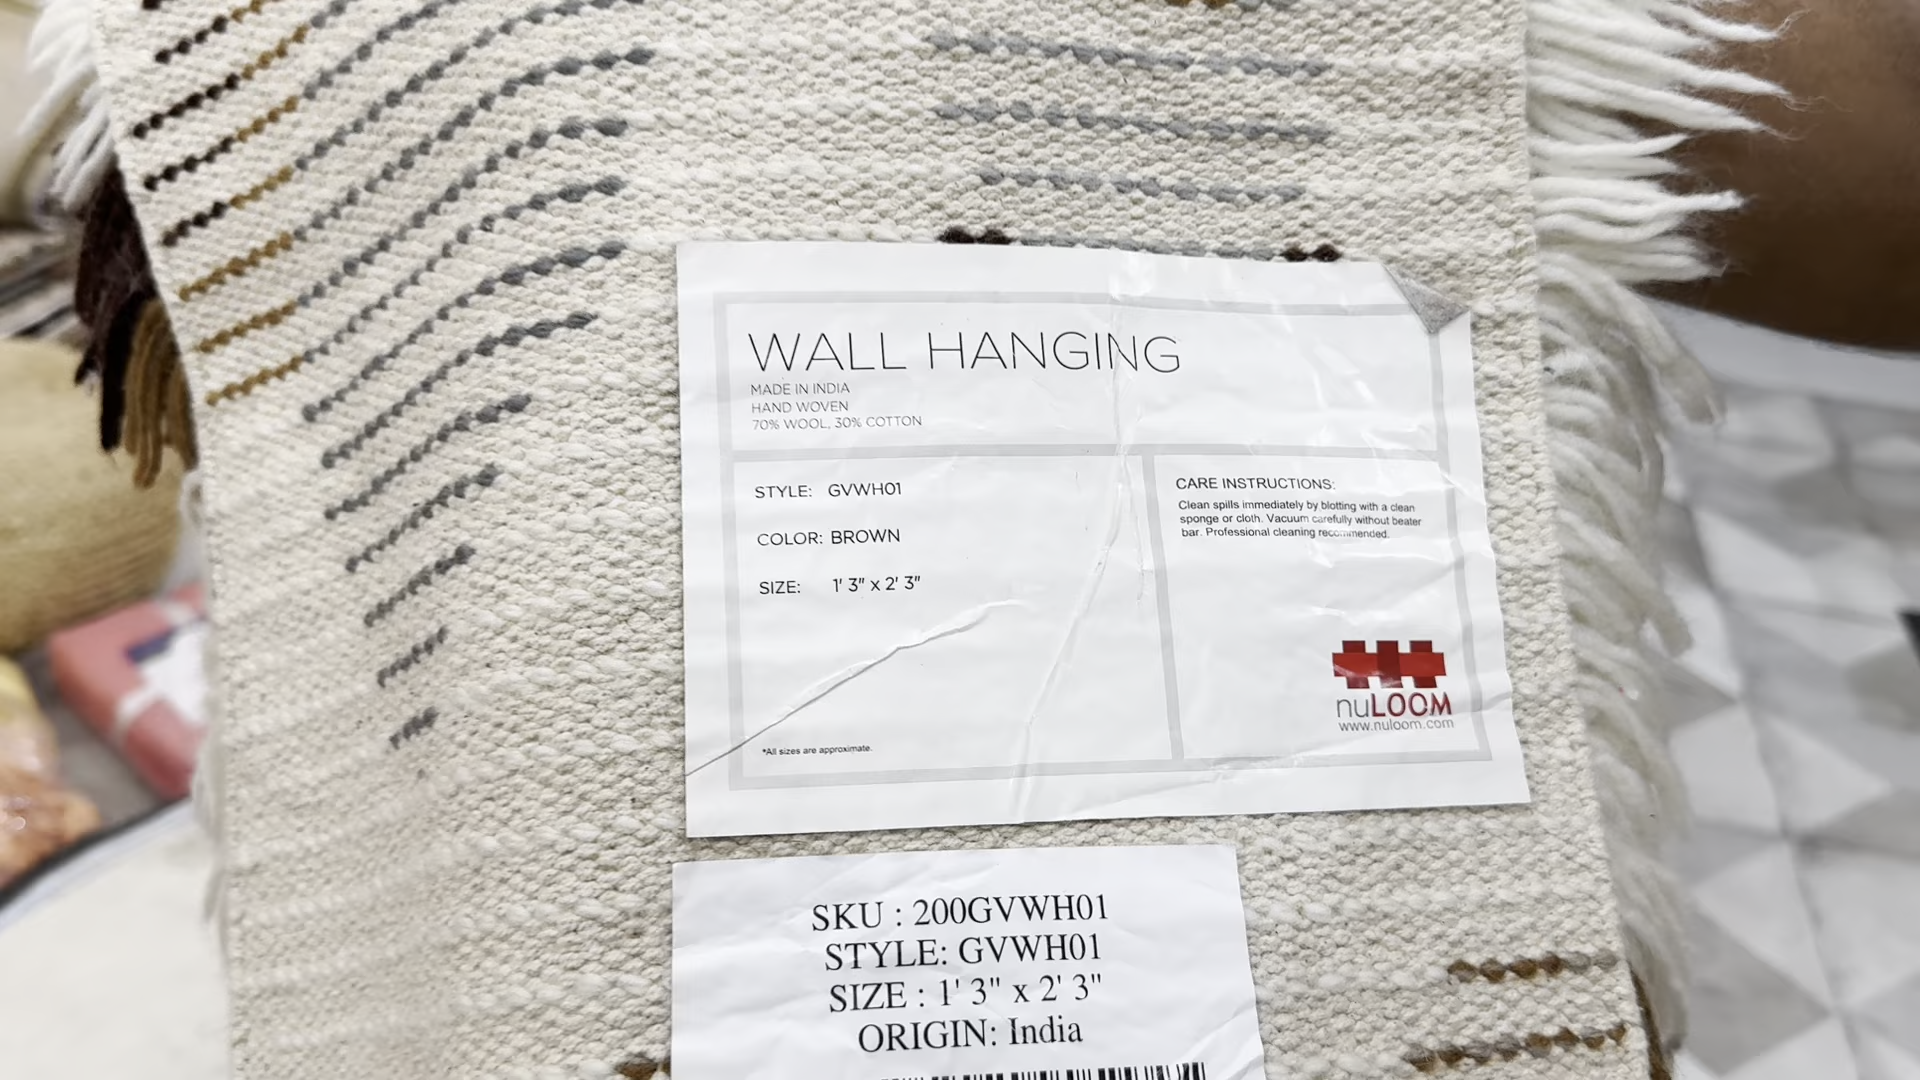 WALL HANGING
MADE IN INDIA
HAND WOVEN
70% WOOL, 30% COTTON
STYLE: GVWH01
COLOR: BROWN
SIZE: 1' 3" x 2' 3"
*All sizes are approximate.
CARE INSTRUCTIONS:
Clean spills immediately by blotting with a clean
sponge or cloth. Vacuum carefully without beater
bar. Professional cleaning recommended.
nuLOOM
www.nuloom.com
SKU : 200GVWH01
STYLE: GVWH01
SIZE : 1' 3" x 2' 3"
ORIGIN: India